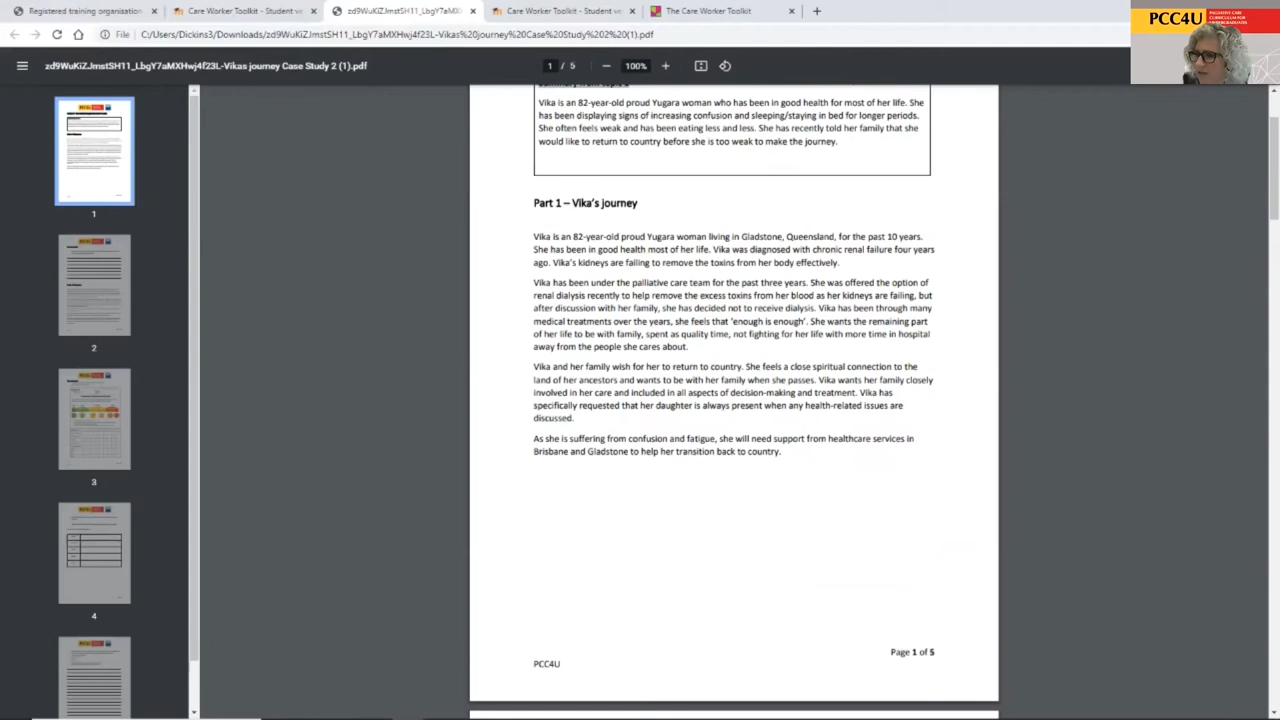 Registered training organisation
Care Worker Toolkit - Student ve
zd9WuKiZJmstSH11_LbgY7aMX
Care Worker Toolkit - Student ve
The Care Worker Toolkit
File C:/Users/Dickins3/Downloads/zd9WuKiZJmstSH11_LbgY7aMXHwj4f23L-Vikas%20journey%20Case%20Study%202%20(1).pdf
PCC4U
PALLIATIVE CARE
CURRICULUM FOR
UNDERGRADUATES
zd9WuKiZJmstSH11_LbgY7aMXHwj4f23L-Vikas journey Case Study 2 (1).pdf
1 / 5
100%
1
2
3
4
Vika is an 82-year-old proud Yugara woman who has been in good health for most of her life. She
has been displaying signs of increasing confusion and sleeping/staying in bed for longer periods.
She often feels weak and has been eating less and less. She has recently told her family that she
would like to return to country before she is too weak to make the journey.
Part 1 – Vika's journey
Vika is an 82-year-old proud Yugara woman living in Gladstone, Queensland, for the past 10 years.
She has been in good health most of her life. Vika was diagnosed with chronic renal failure four years
ago. Vika's kidneys are failing to remove the toxins from her body effectively.
Vika has been under the palliative care team for the past three years. She was offered the option of
renal dialysis recently to help remove the excess toxins from her blood as her kidneys are failing, but
after discussion with her family, she has decided not to receive dialysis. Vika has been through many
medical treatments over the years, she feels that 'enough is enough'. She wants the remaining part
of her life to be with family, spent as quality time, not fighting for her life with more time in hospital
away from the people she cares about.
Vika and her family wish for her to return to country. She feels a close spiritual connection to the
land of her ancestors and wants to be with her family when she passes. Vika wants her family closely
involved in her care and included in all aspects of decision-making and treatment. Vika has
specifically requested that her daughter is always present when any health-related issues are
discussed.
As she is suffering from confusion and fatigue, she will need support from healthcare services in
Brisbane and Gladstone to help her transition back to country.
Page 1 of 5
PCC4U